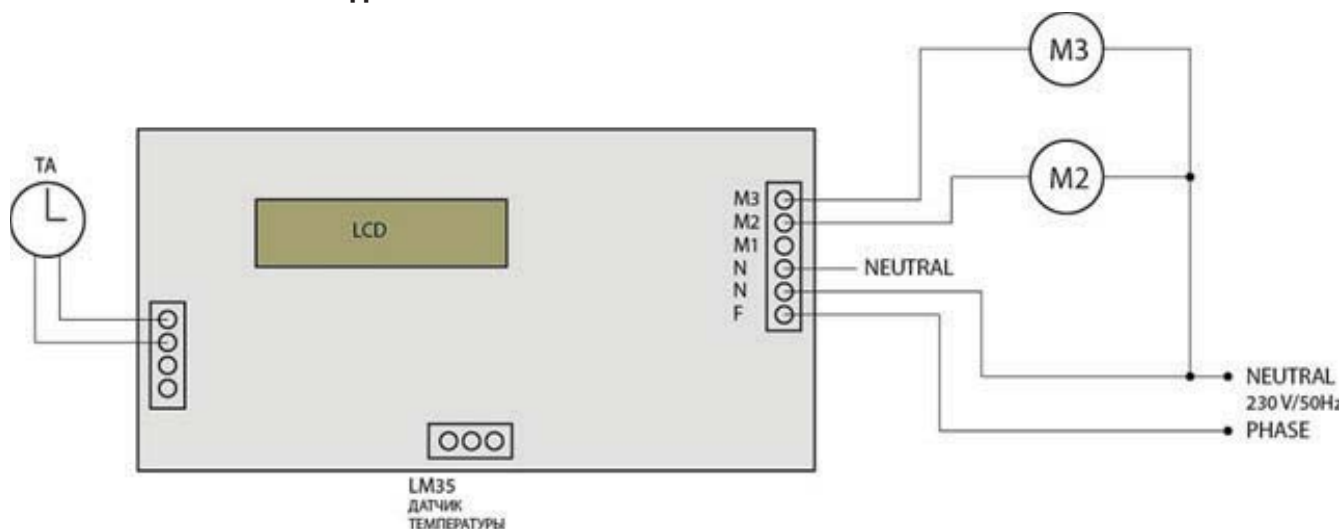 Д
TA
LCD
M3
M2
M1
N
N
F
NEUTRAL
M3
M2
NEUTRAL
230 V/50Hz
PHASE
LM35
ДАТЧИК
ТЕМПЕРАТУРЫ